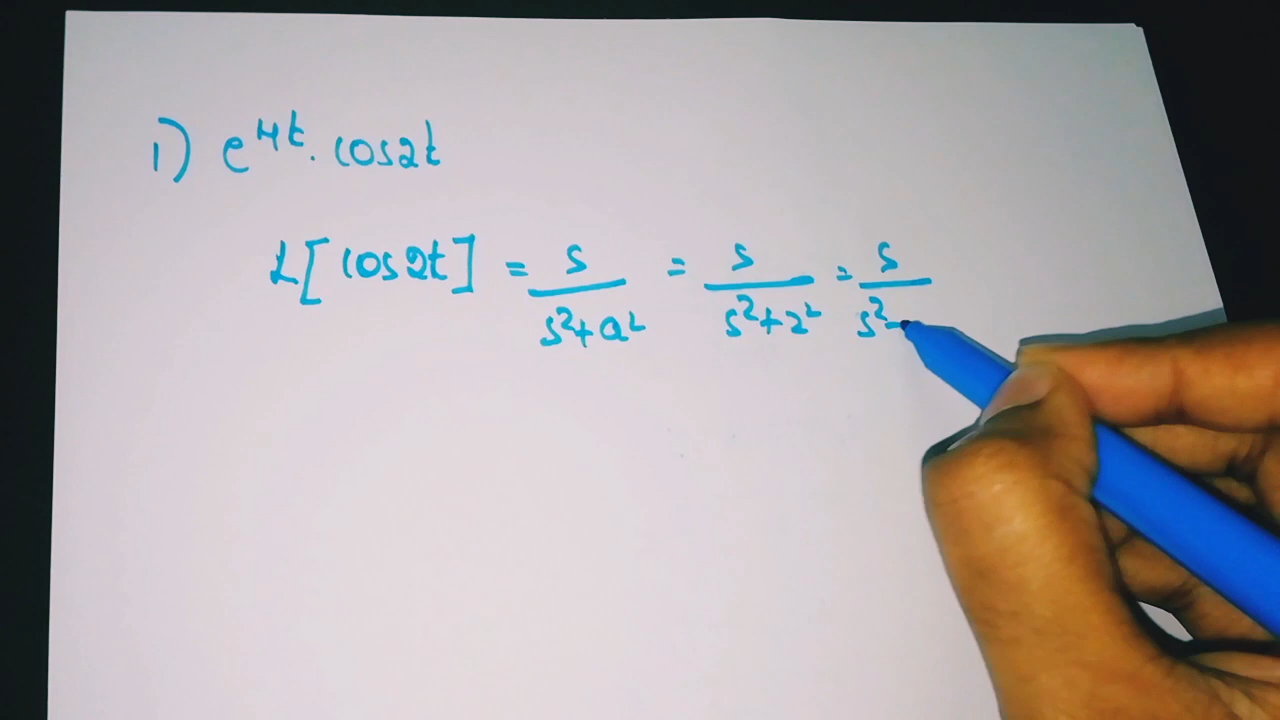 1) e^4t . cos2t
L[cos2t] = s/(s²+a²) = s/(s²+2²) = s/(s²-